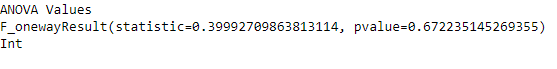 ANOVA Values
F_onewayResult(statistic=0.39992709863813114, pvalue=0.672235145269355)
Int